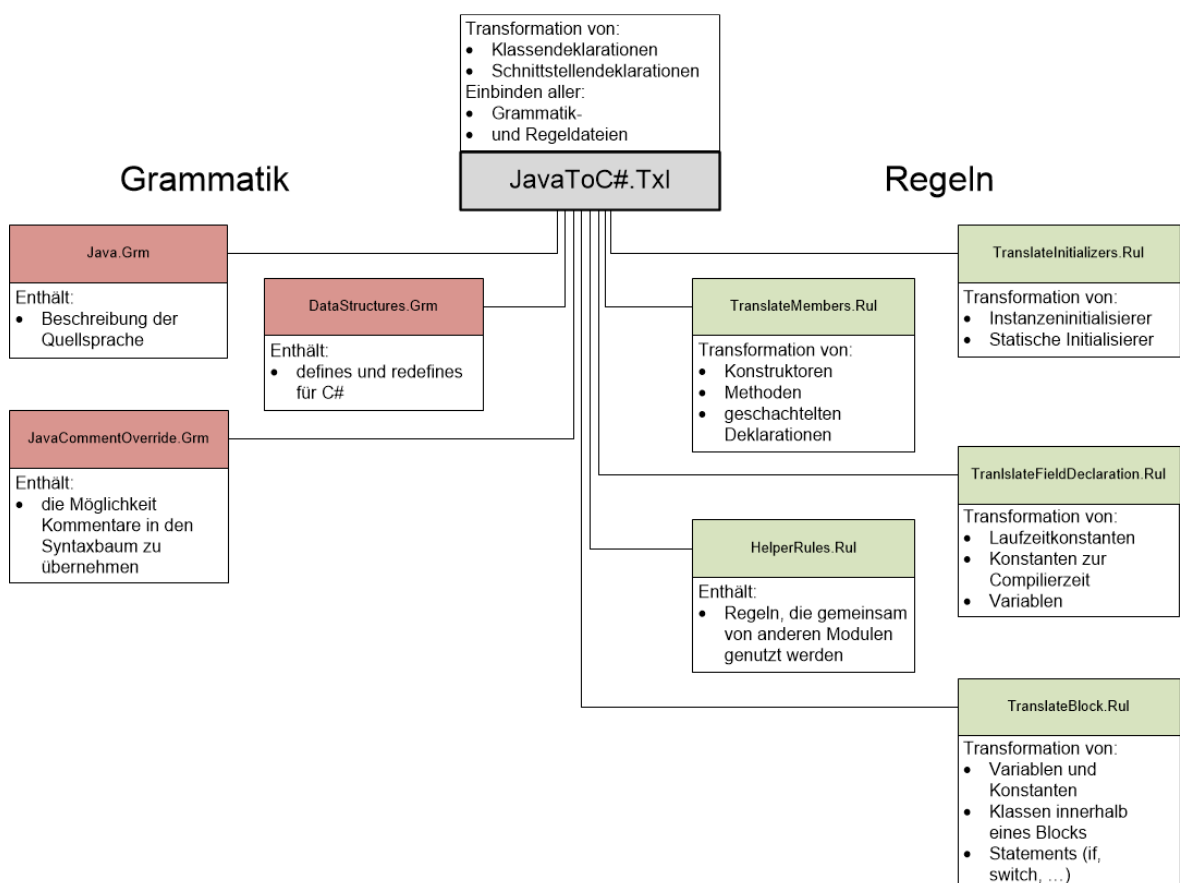 Transformation von:
• Klassendeklarationen
• Schnittstellendeklarationen
Einbinden aller:
• Grammatik-
• und Regeldateien
JavaToC#.Txl
Grammatik
Java.Grm
Enthält:
• Beschreibung der
Quellsprache
DataStructures.Grm
Enthält:
• defines und redefines
für C#
JavaCommentOverride.Grm
Enthält:
• die Möglichkeit
Kommentare in den
Syntaxbaum zu
übernehmen
Regeln
TranslateInitializers.Rul
Transformation von:
• Instanzeninitialisierer
• Statische Initialisierer
TranslateMembers.Rul
Transformation von:
• Konstruktoren
• Methoden
• geschachtelten
Deklarationen
TranlslateFieldDeclaration.Rul
Transformation von:
• Laufzeitkonstanten
• Konstanten zur
Compilierzeit
• Variablen
HelperRules.Rul
Enthält:
• Regeln, die gemeinsam
von anderen Modulen
genutzt werden
TranslateBlock.Rul
Transformation von:
• Variablen und
Konstanten
• Klassen innerhalb
eines Blocks
• Statements (if,
switch, ...)